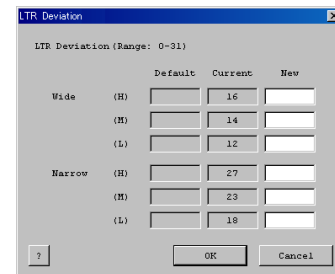 LTR Deviation
LTR Deviation(Range: 0-31)
Default Current New
Wide (H) 16
(M) 14
(L) 12
Narrow (H) 27
(M) 23
(L) 18
? OK Cancel